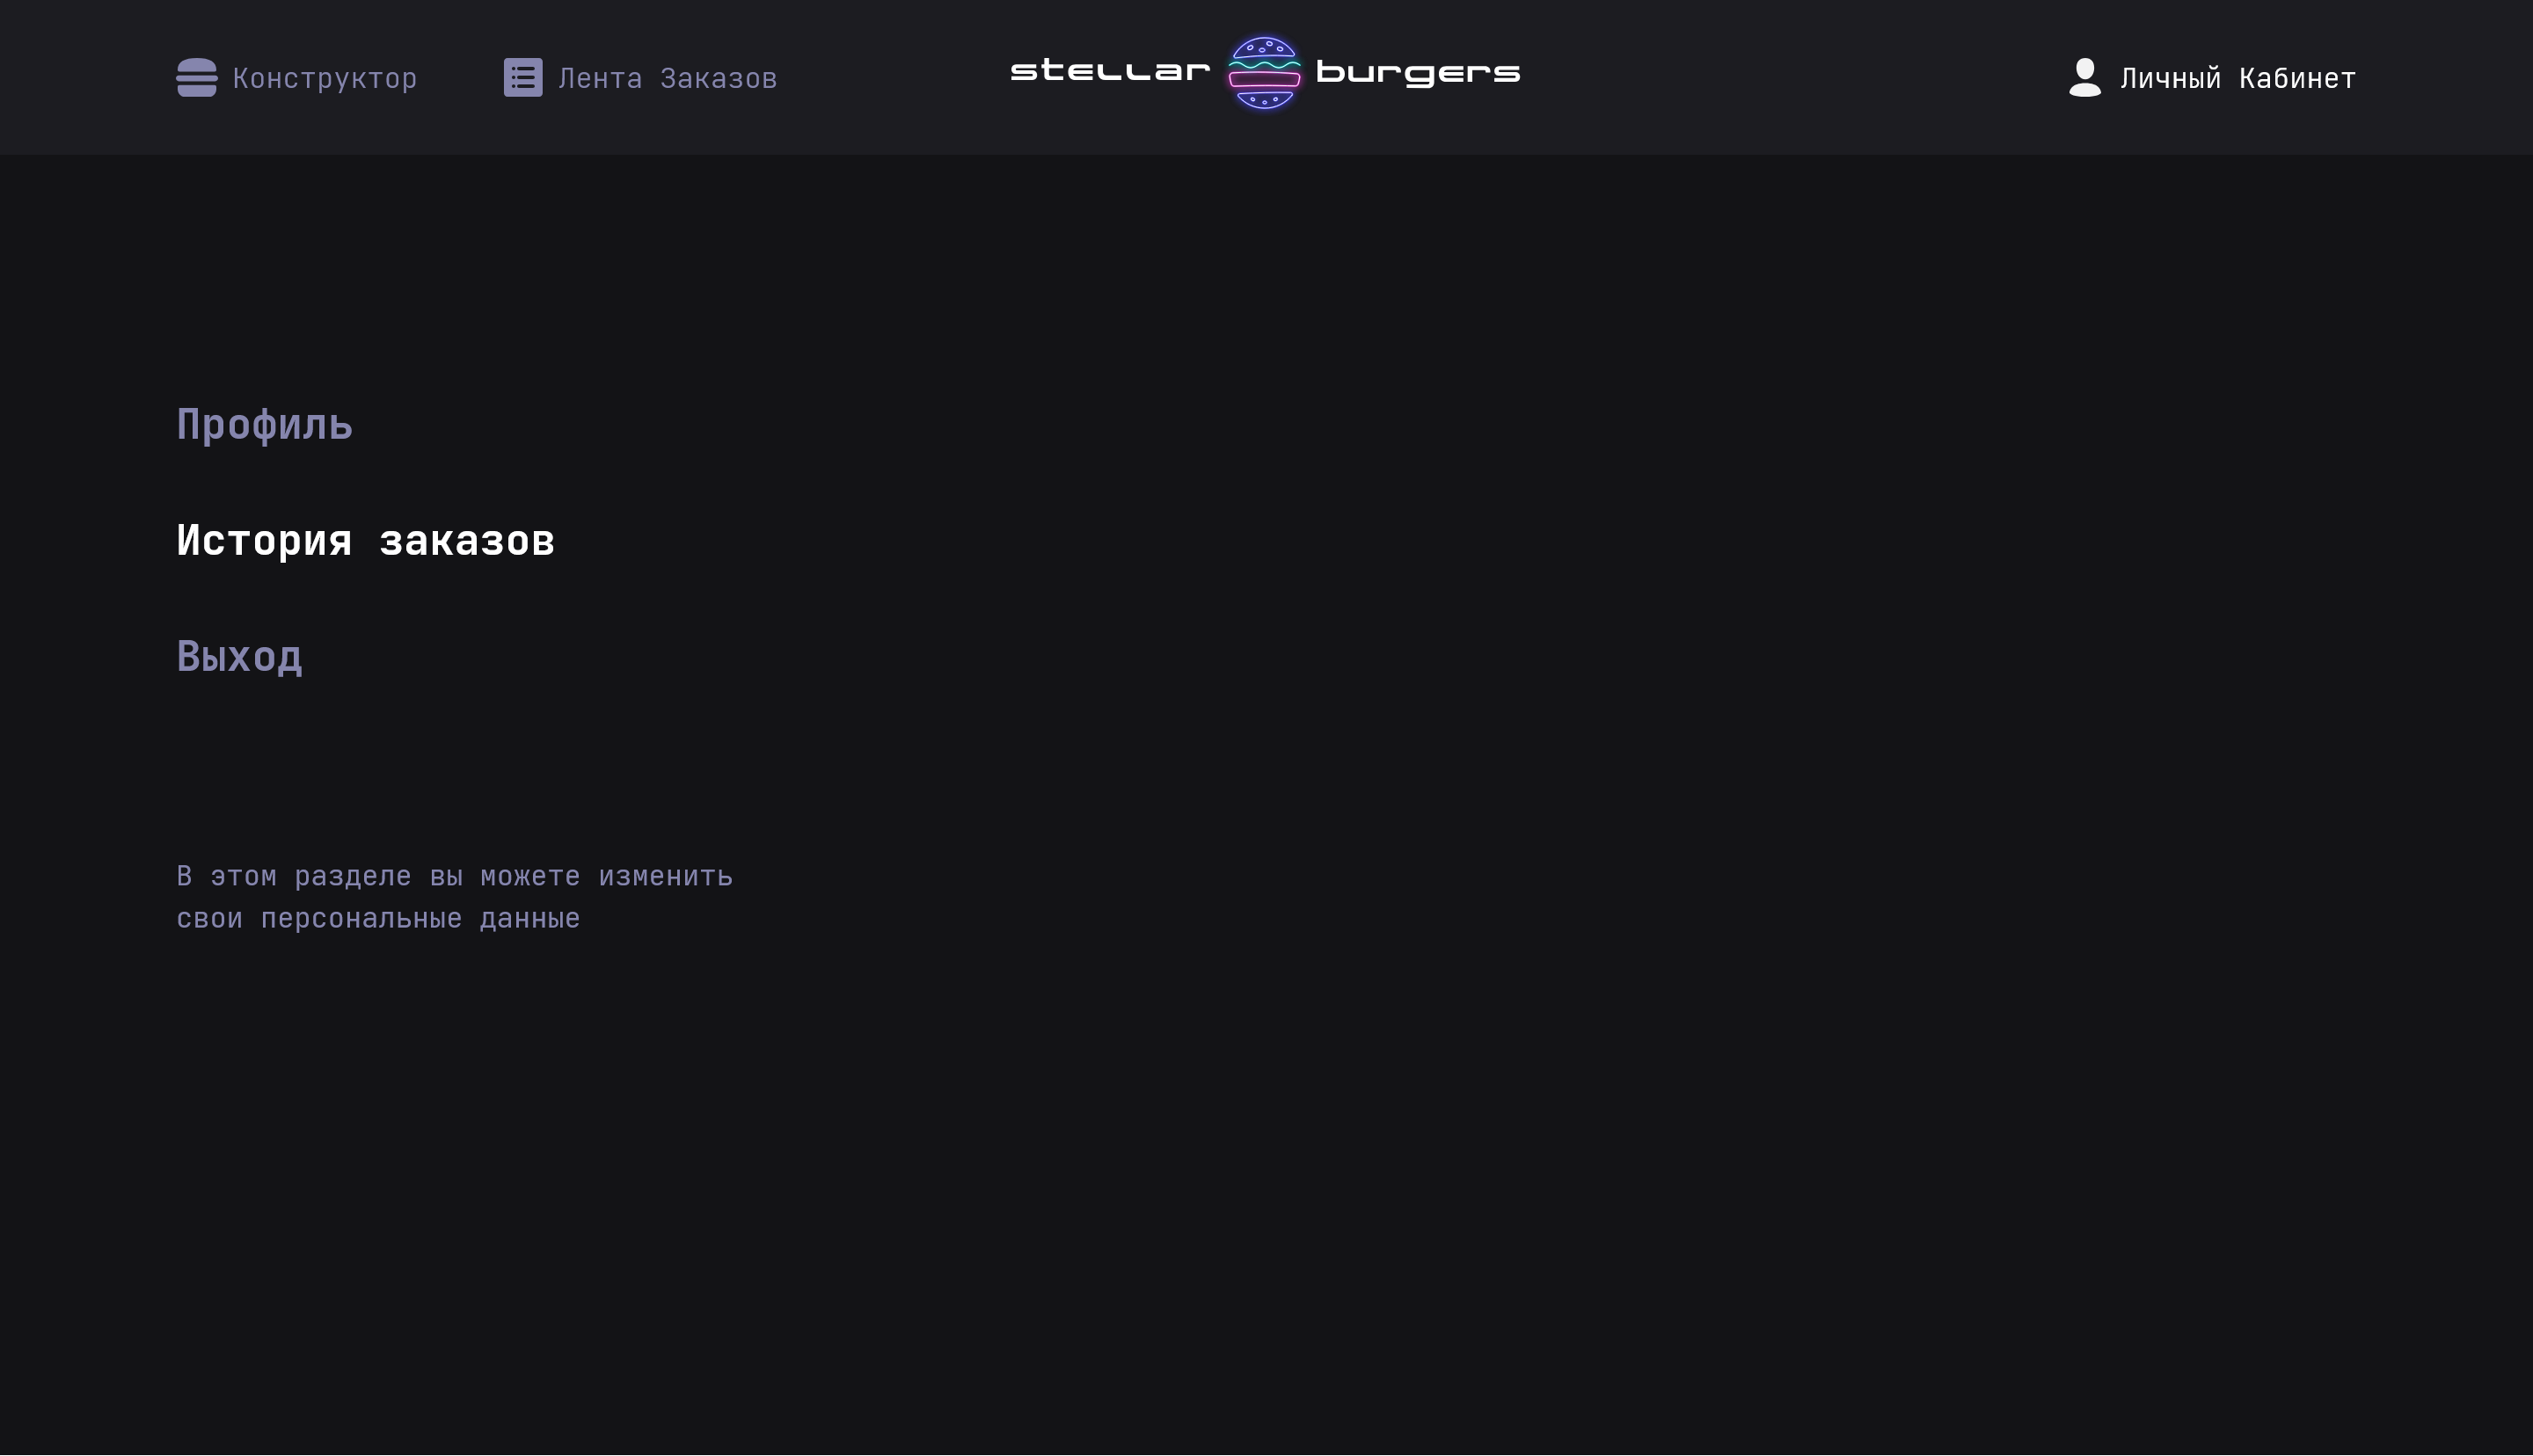 Конструктор
Лента Заказов
stellar burgers
Личный Кабинет
Профиль
История заказов
Выход
В этом разделе вы можете изменить
свои персональные данные